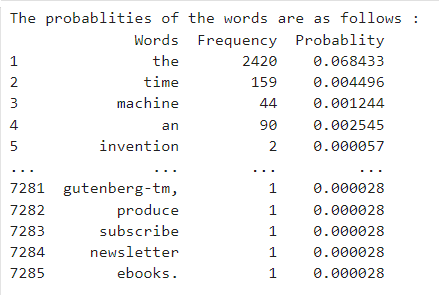 The probablities of the words are as follows :
Words Frequency Probablity
1 the 2420 0.068433
2 time 159 0.004496
3 machine 44 0.001244
4 an 90 0.002545
5 invention 2 0.000057
... ... ... ...
7281 gutenberg-tm, 1 0.000028
7282 produce 1 0.000028
7283 subscribe 1 0.000028
7284 newsletter 1 0.000028
7285 ebooks. 1 0.000028